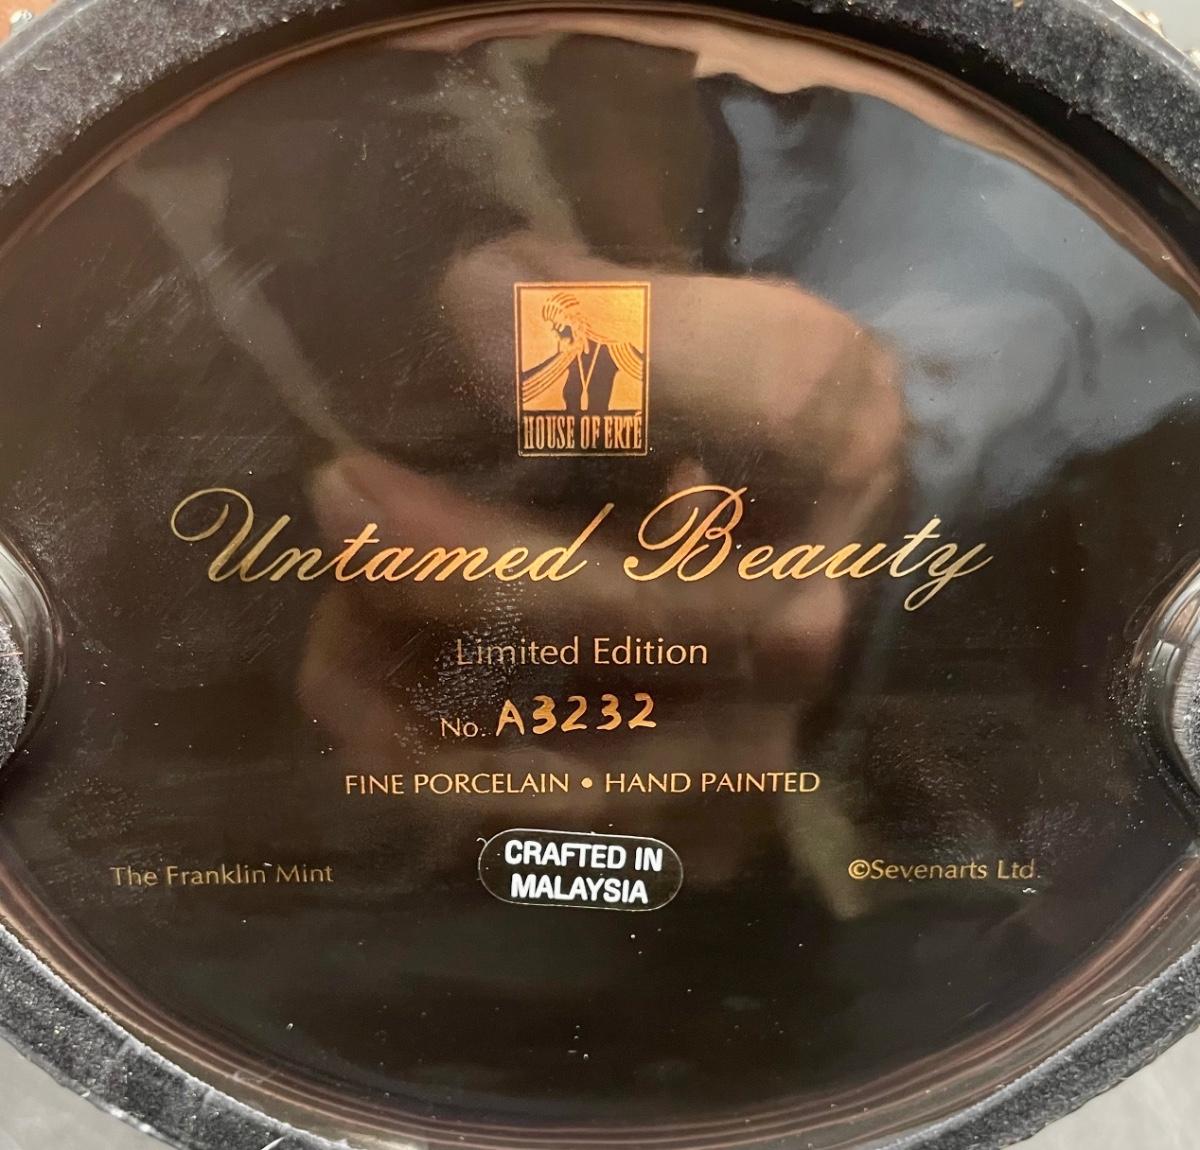 HOUSE OF ERTÉ
Untamed Beauty
Limited Edition
No. A3232
FINE PORCELAIN • HAND PAINTED
The Franklin Mint
CRAFTED IN
MALAYSIA
©Sevenarts Ltd.